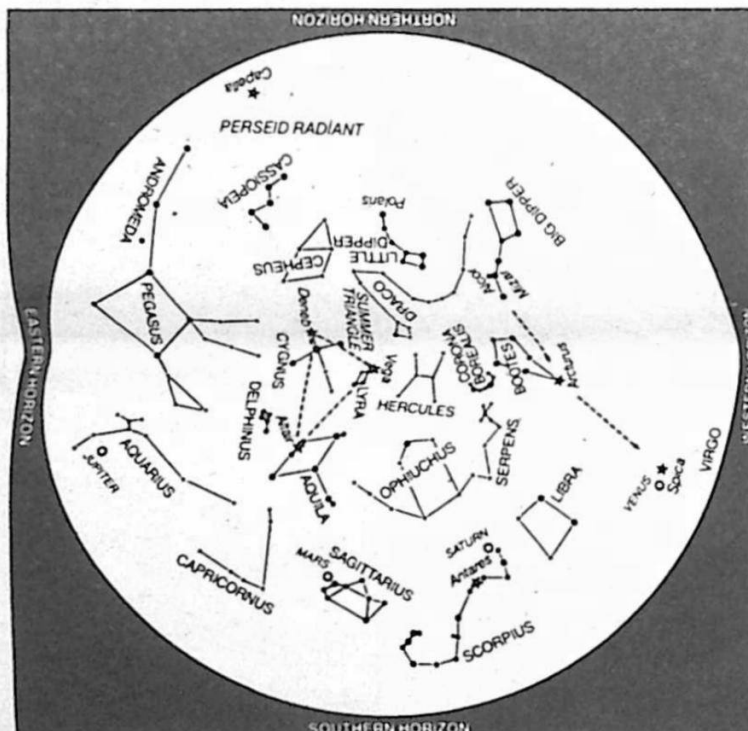 NORTHERN HORIZON
Capella
PERSEID RADIANT
CASSIOPEIA
ANDROMEDA
Polaris
BIG DIPPER
LITTLE
DIPPER
CEPHEUS
Alcor
Mizar
DRACO
PEGASUS
Deneb
SUMMER
TRIANGLE
EASTERN HORIZON
CYGNUS
Vega
LYRA
HERCULES
CORONA
BOREALIS
BOOTES
Arcturus
DELPHINUS
Altair
AQUILA
OPHIUCHUS
SERPENS
VIRGO
Spica
VENUS
LIBRA
AQUARIUS
JUPITER
CAPRICORNUS
MARS
SAGITTARIUS
SATURN
Antares
SCORPIUS
SOUTHERN HORIZON